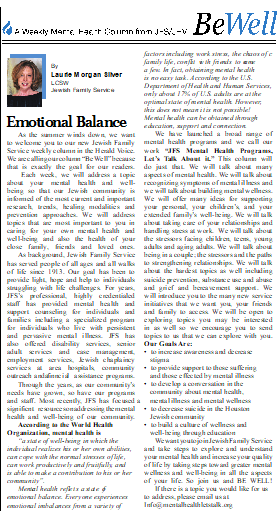 A Weekly Mental Health Column from JFSCHV
BeWell
By
Laurie Morgan Silver
LCSW
Jewish Family Service
Emotional Balance
As the summer winds down, we want
to welcome you to our new Jewish Family
Service weekly column in the Herald Voice.
We are calling our column "Be Well" because
that is exactly the goal for our readers.
Each week, we will address a topic
about your mental health and well-
being so that our Jewish community is
informed of the most current and important
research, trends, healing modalities and
prevention approaches. We will address
topics that are most important to you in
caring for your own mental health and
well-being and also the health of your
close family, friends and loved ones.
As background, Jewish Family Service
has served people of all ages and all walks
of life since 1913. Our goal has been to
provide light, hope and help to individuals
struggling with life challenges. For years,
JFS's professional, highly credentialed
staff has provided mental health and
support counseling for individuals and
families including a specialized program
for individuals who live with persistent
and pervasive mental illness. JFS has
also offered disability services, senior
adult services and case management,
employment services, Jewish chaplaincy
services at area hospitals, community
outreach and financial assistance programs.
Through the years, as our community's
needs have grown, so have our programs
and staff. Most recently, JFS has focused
significant resources on addressing the mental
health and well-being of our community.
According to the World Health
Organization, mental health is
"a state of well-being in which the
individual realizes his or her own abilities,
can cope with the normal stresses of life,
can work productively and fruitfully, and
is able to make a contribution to his or her
community".
Mental health reflects a state of
emotional balance. Everyone experiences
emotional imbalances from a variety of
factors including work stress, the chaos of
family life, conflict with friends to name
a few. In fact, obtaining mental health
is no easy task. According to the U.S.
Department of Health and Human Services,
only about 17% of U.S. adults are at the
optimal state of mental health. However,
this does not mean it is not possible!
Mental health can be obtained through
education, support and connection.
We have launched a broad range of
mental health programs and we call our
work "JFS Mental Health Programs,
Let's Talk About it." This column will
do just that. We will talk about many
aspects of mental health. We will talk about
recognizing symptoms of mental illness and
we will talk about building mental wellness.
We will offer many ideas for supporting
your personal, your children's and your
extended family's well-being. We will talk
about taking care of your relationships and
handling stress at work. We will talk about
the stressors facing children, teens, young
adults and aging adults. We will talk about
being in a couple; the stressors and the paths
to strengthening relationships. We will talk
about the hardest topics as well including
suicide prevention, substance use and abuse
and grief and bereavement support. We
will introduce you to the many new service
initiatives that we want you, your friends
and family to access. We will be open to
exploring topics you may be interested
in as well so we encourage you to send
topics to us that we can explore with you.
Our Goals Are:
• to increase awareness and decrease
stigma
• to provide support to those suffering
and those effected by mental illness
• to develop a conversation in the
community about mental health,
mental illness and mental wellness
• to decrease suicide in the Houston
Jewish community
• to build a culture of wellness and
well-being through education
We want you to join Jewish Family Service
and take steps to explore and understand
your mental health and increase your quality
of life by taking steps toward greater mental
wellness and well-being in all the aspects
of your life. So join us and BE WELL!
If there is a topic you would like for us
to address, please email us at
Info@mentalhealthletstalk.org